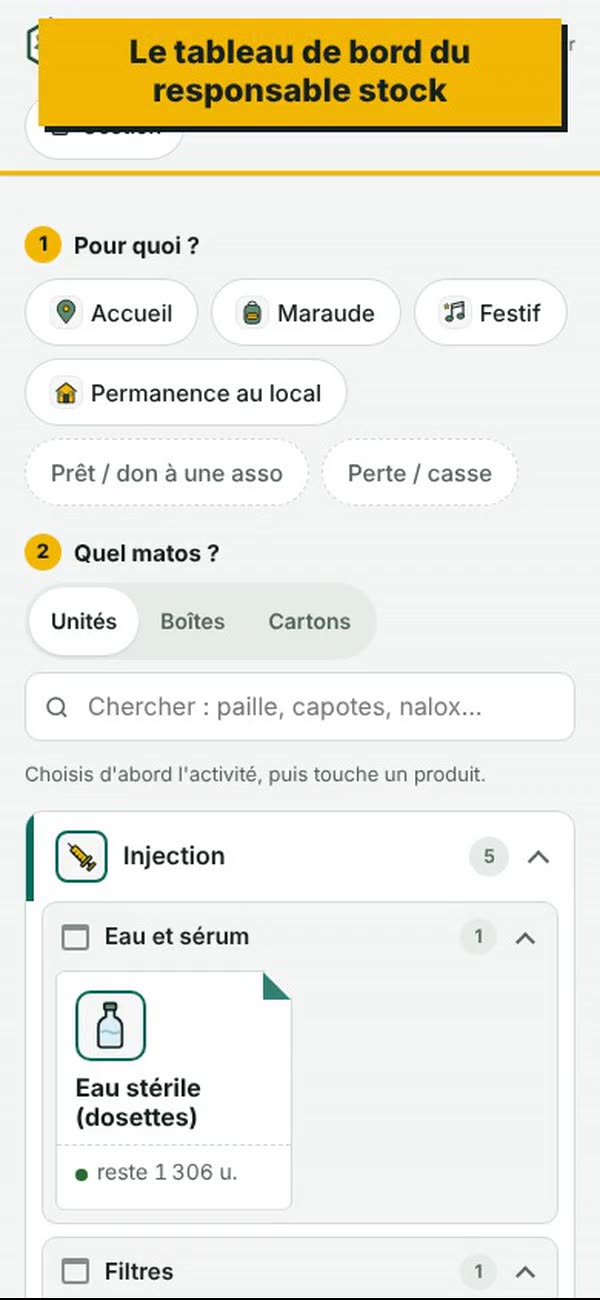 Le tableau de bord du
responsable stock
1 Pour quoi ?
Accueil
Maraude
Festif
Permanence au local
Prêt / don à une asso
Perte / casse
2 Quel matos ?
Unités
Boîtes
Cartons
Chercher : paille, capotes, nalox...
Choisis d'abord l'activité, puis touche un produit.
Injection
5
Eau et sérum
1
Eau stérile
(dosettes)
reste 1 306 u.
Filtres
1